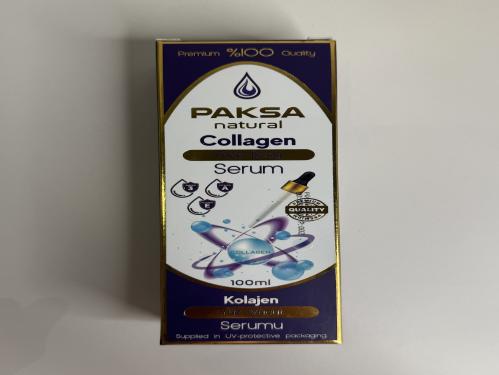 Premium %100 Quality
PAKSA
natural
Collagen
Serum
QUALITY
COLLAGEN
100ml
Kolajen
Serumu
Supplied in UV-protective packaging